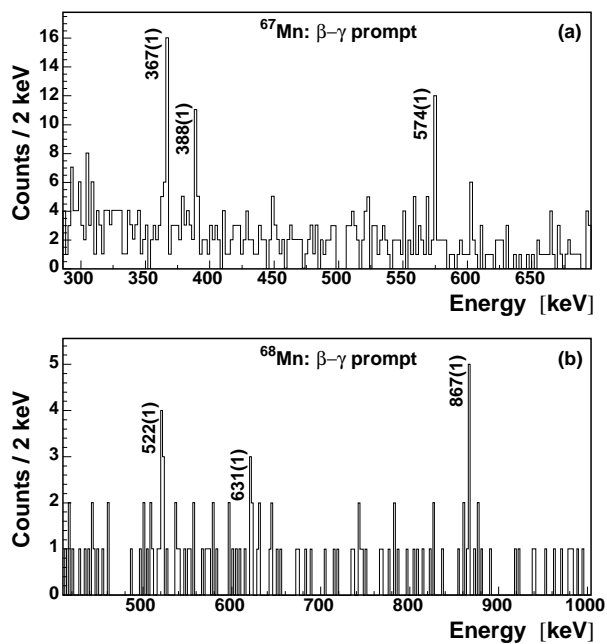 ⁶⁷Mn: β−γ prompt
(a)
367(1)
388(1)
574(1)
Counts / 2 keV
16
14
12
10
8
6
4
2
0
300 350 400 450 500 550 600 650
Energy [keV]
⁶⁸Mn: β−γ prompt
(b)
522(1)
631(1)
867(1)
Counts / 2 keV
5
4
3
2
1
0
500 600 700 800 900 1000
Energy [keV]